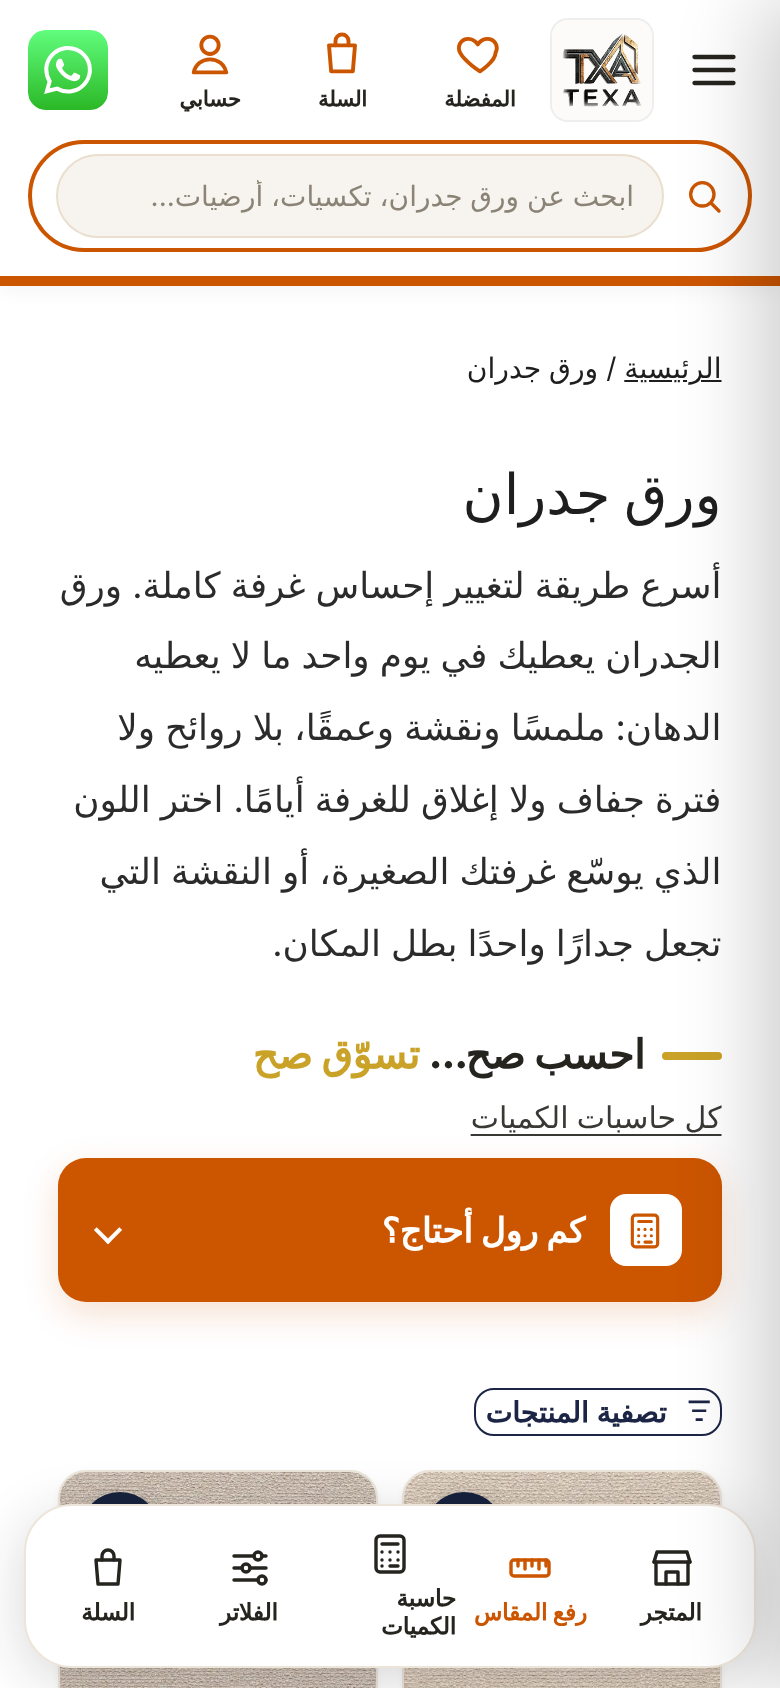 TXA
TEXA
المفضلة
السلة
حسابي
ابحث عن ورق جدران، تكسيات، أرضيات...
الرئيسية / ورق جدران
ورق جدران
أسرع طريقة لتغيير إحساس غرفة كاملة. ورق
الجدران يعطيك في يوم واحد ما لا يعطيه
الدهان: ملمسًا ونقشة وعمقًا، بلا روائح ولا
فترة جفاف ولا إغلاق للغرفة أيامًا. اختر اللون
الذي يوسّع غرفتك الصغيرة، أو النقشة التي
تجعل جدارًا واحدًا بطل المكان.
احسب صح... تسوّق صح
كل حاسبات الكميات
كم رول أحتاج؟
تصفية المنتجات
المتجر
رفع المقاس
حاسبة
الكميات
الفلاتر
السلة